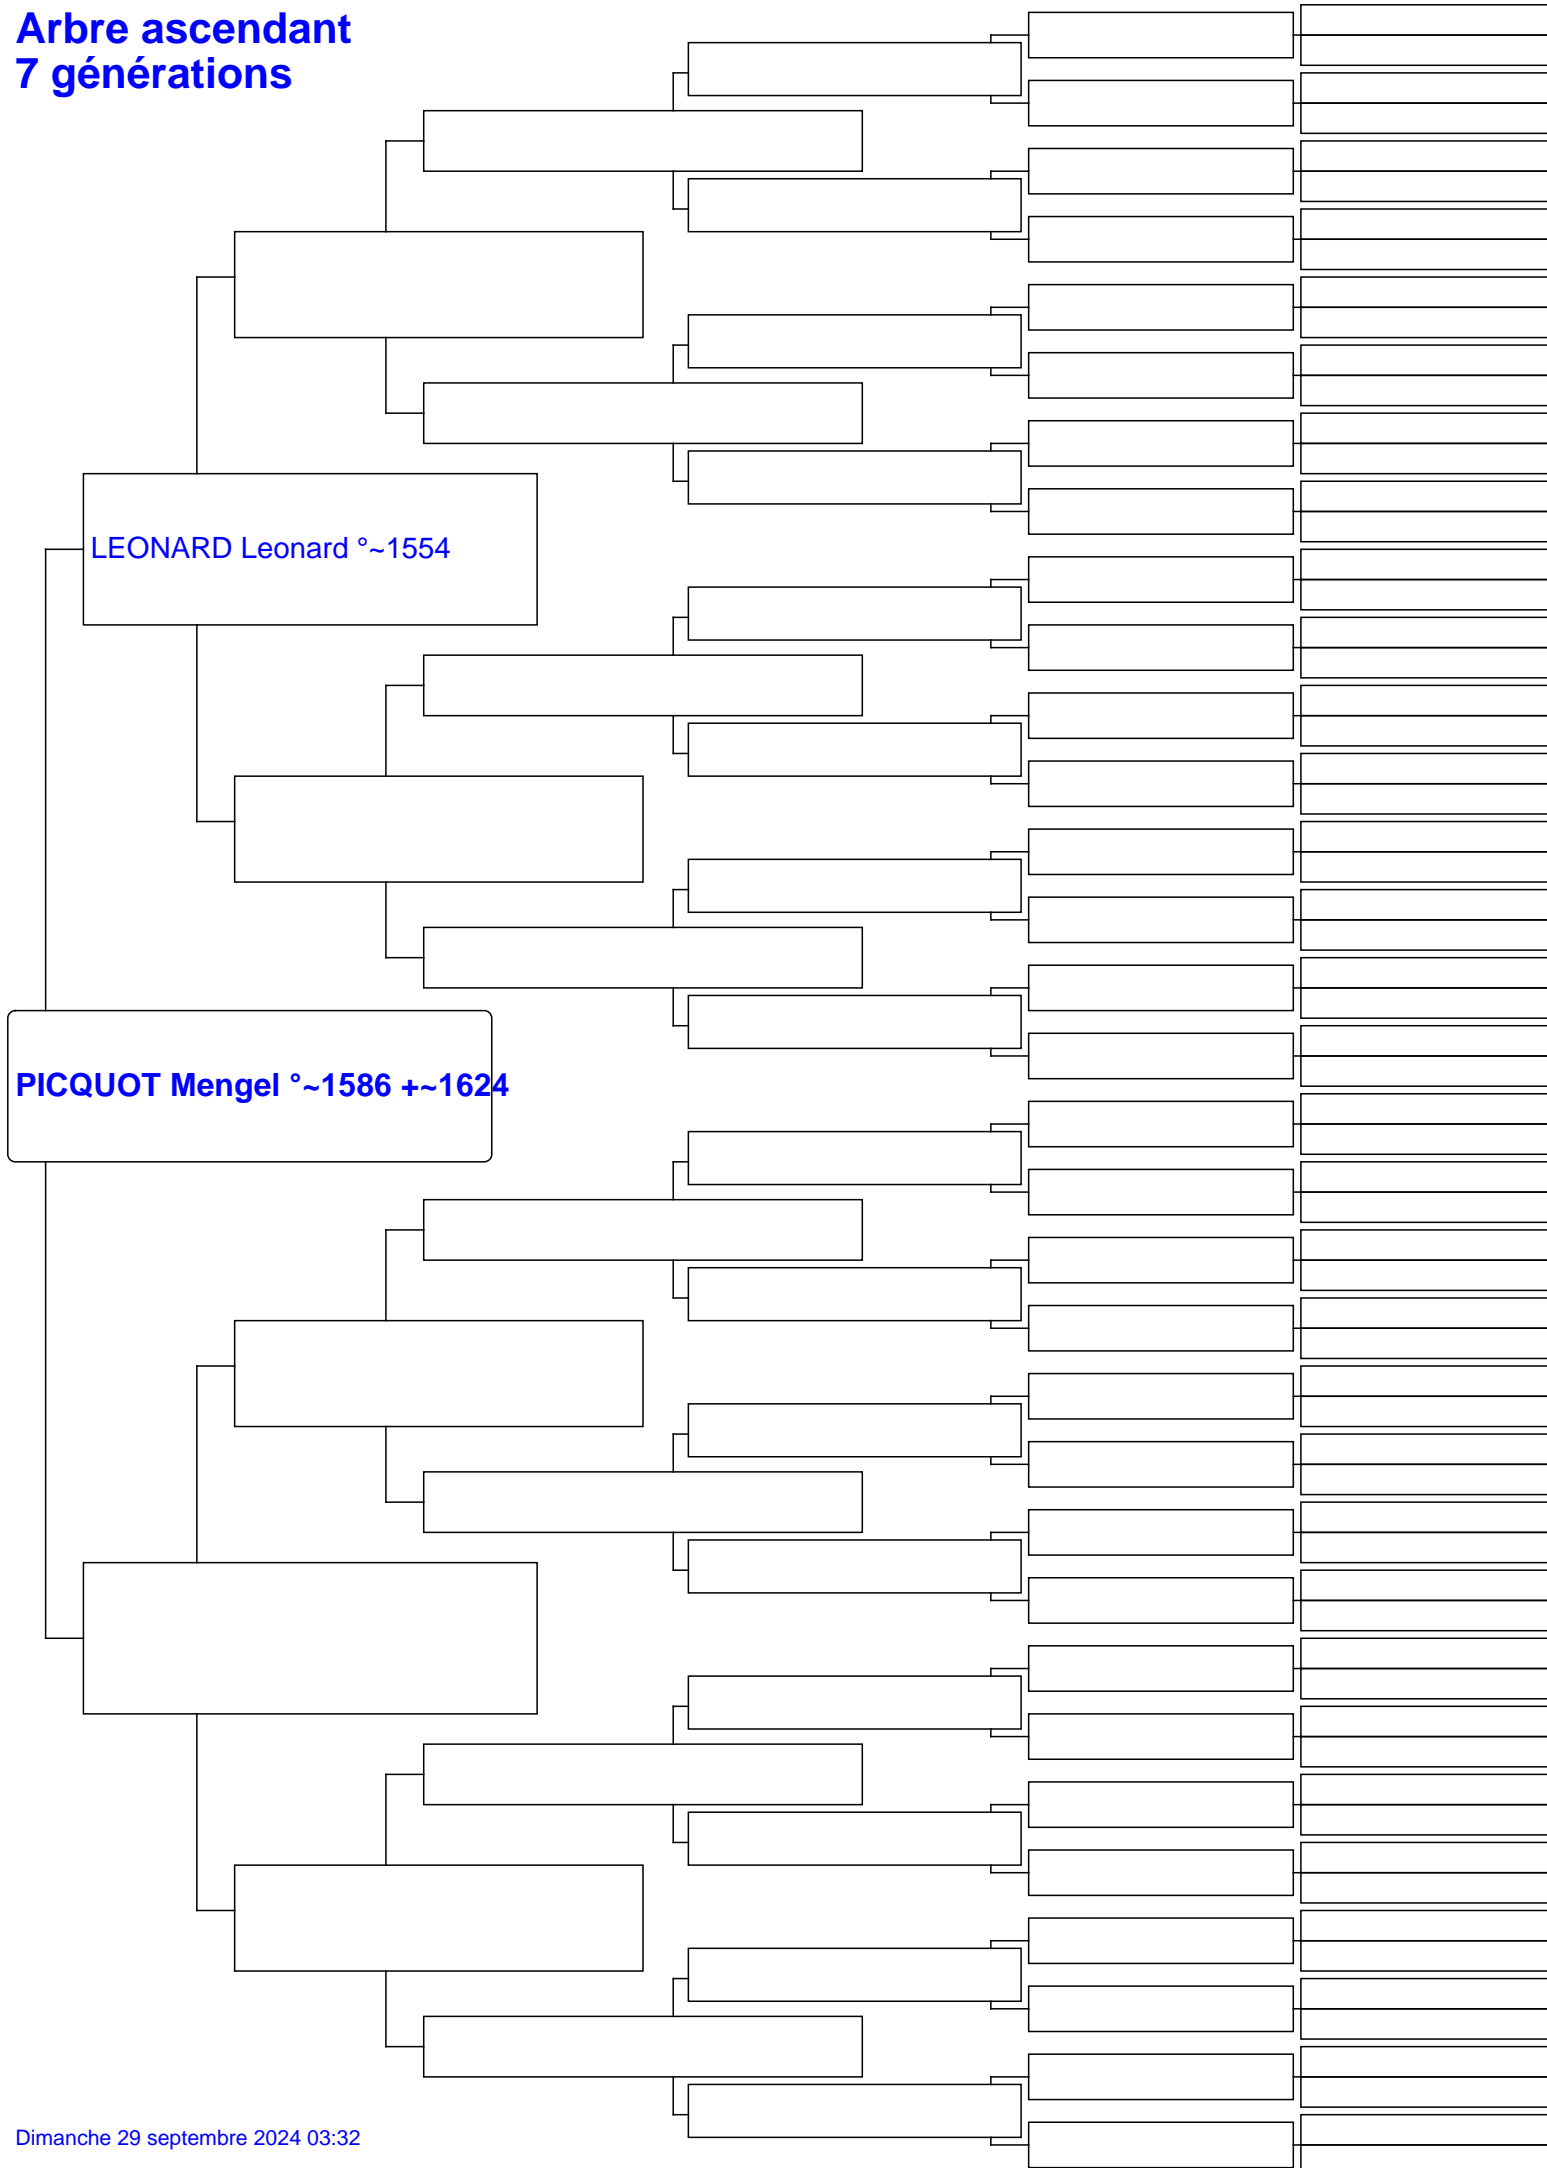 Arbre ascendant
7 générations
LEONARD Leonard °~1554
PICQUOT Mengel °~1586 +~1624
Dimanche 29 septembre 2024 03:32